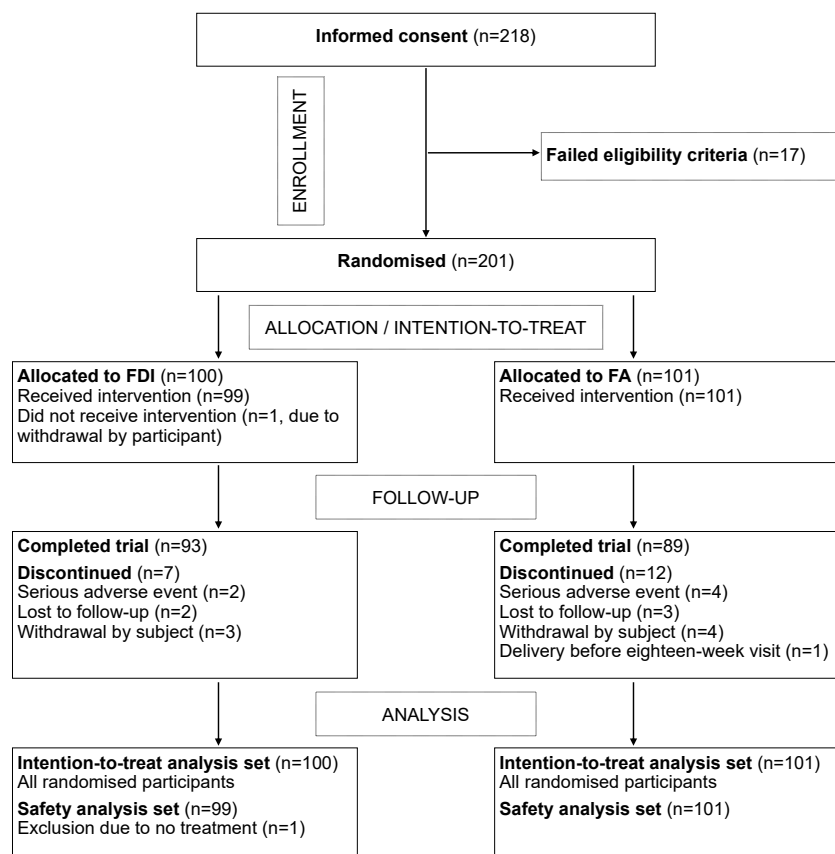 Informed consent (n=218)
ENROLLMENT
Failed eligibility criteria (n=17)
Randomised (n=201)
ALLOCATION / INTENTION-TO-TREAT
Allocated to FDI (n=100)
Received intervention (n=99)
Did not receive intervention (n=1, due to
withdrawal by participant)
Allocated to FA (n=101)
Received intervention (n=101)
FOLLOW-UP
Completed trial (n=93)
Discontinued (n=7)
Serious adverse event (n=2)
Lost to follow-up (n=2)
Withdrawal by subject (n=3)
Completed trial (n=89)
Discontinued (n=12)
Serious adverse event (n=4)
Lost to follow-up (n=3)
Withdrawal by subject (n=4)
Delivery before eighteen-week visit (n=1)
ANALYSIS
Intention-to-treat analysis set (n=100)
All randomised participants
Safety analysis set (n=99)
Exclusion due to no treatment (n=1)
Intention-to-treat analysis set (n=101)
All randomised participants
Safety analysis set (n=101)